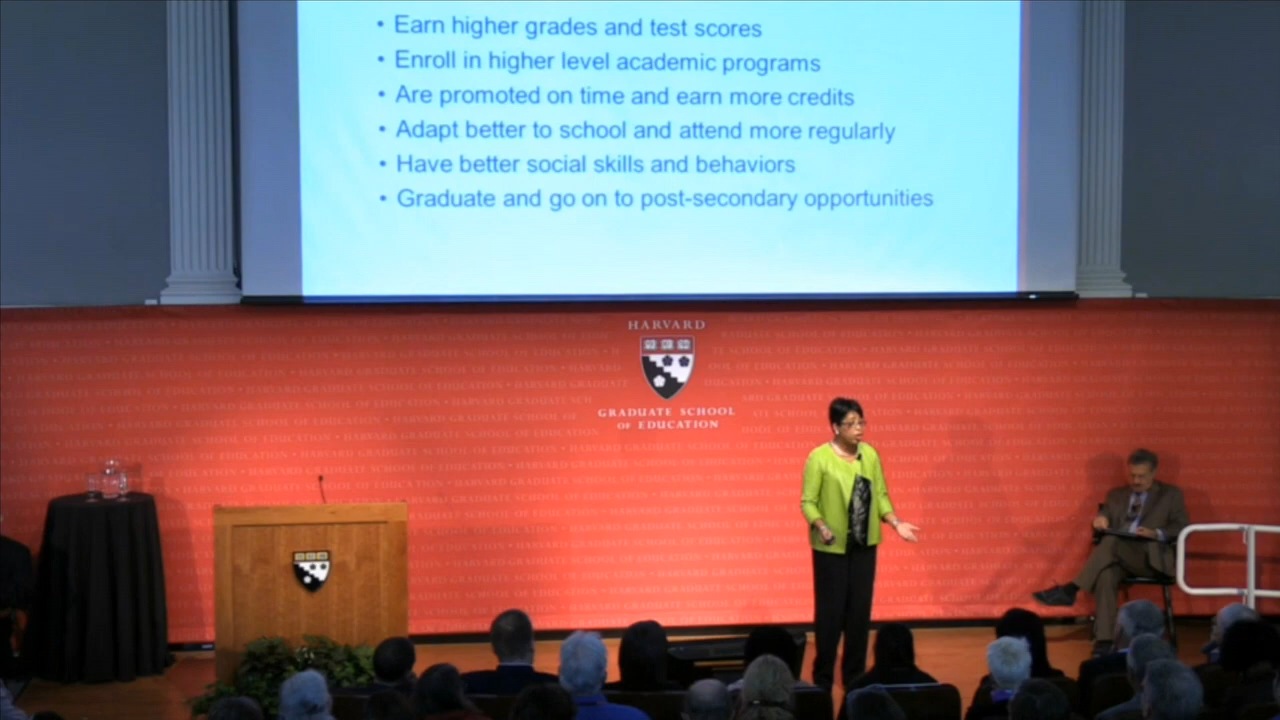 • Earn higher grades and test scores
• Enroll in higher level academic programs
• Are promoted on time and earn more credits
• Adapt better to school and attend more regularly
• Have better social skills and behaviors
• Graduate and go on to post-secondary opportunities
HARVARD
GRADUATE SCHOOL
OF EDUCATION